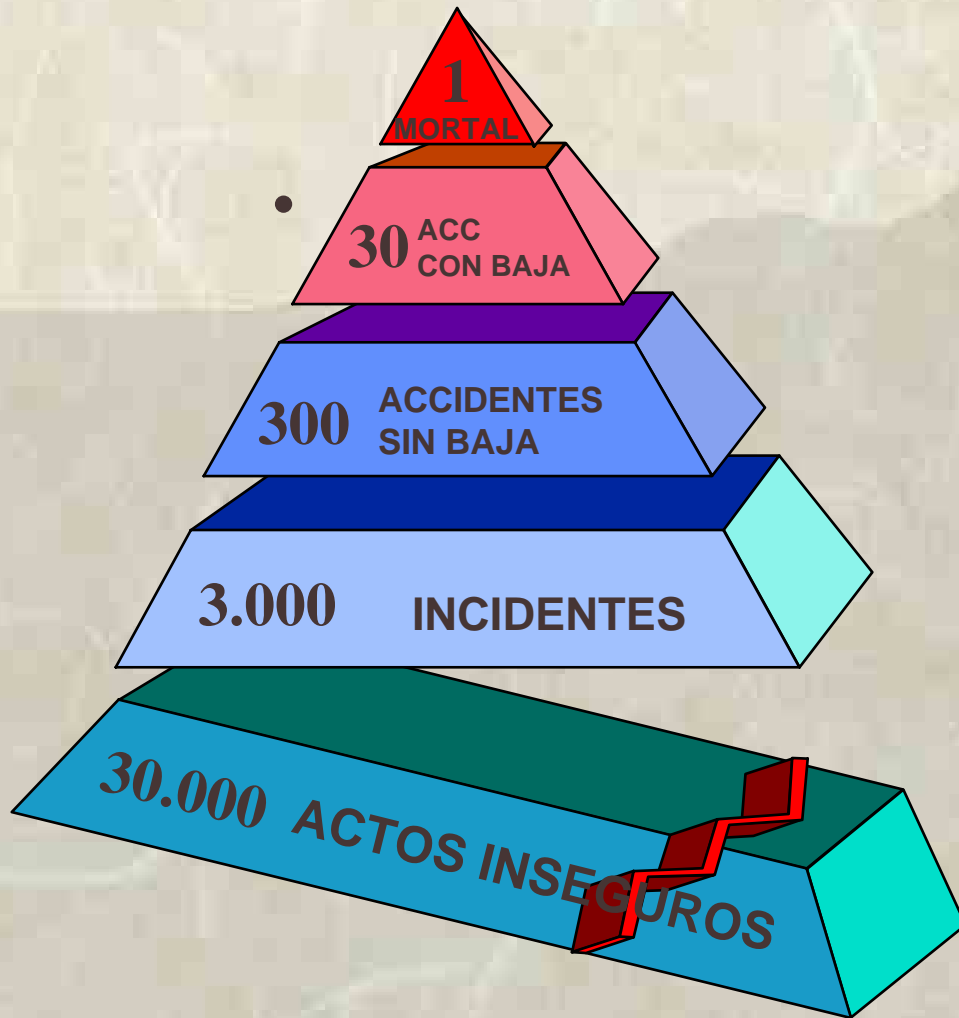 1
MORTAL
30 ACC
CON BAJA
300 ACCIDENTES
SIN BAJA
3.000 INCIDENTES
30.000 ACTOS INSEGUROS